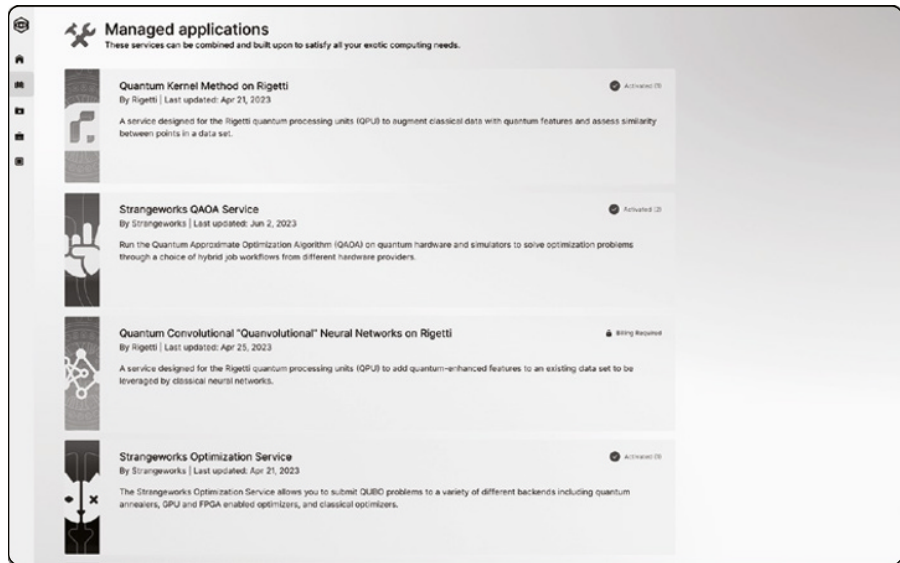 Managed applications
These services can be combined and built upon to satisfy all your exotic computing needs.
Quantum Kernel Method on Rigetti
Activated (1)
By Rigetti | Last updated: Apr 21, 2023
A service designed for the Rigetti quantum processing units (QPU) to augment classical data with quantum features and assess similarity
between points in a data set.
Strangeworks QAOA Service
Activated (2)
By Strangeworks | Last updated: Jun 2, 2023
Run the Quantum Approximate Optimization Algorithm (QAOA) on quantum hardware and simulators to solve optimization problems
through a choice of hybrid job workflows from different hardware providers.
Quantum Convolutional "Quanvolutional" Neural Networks on Rigetti
Billing Required
By Rigetti | Last updated: Apr 25, 2023
A service designed for the Rigetti quantum processing units (QPU) to add quantum-enhanced features to an existing data set to be
leveraged by classical neural networks.
Strangeworks Optimization Service
Activated (1)
By Strangeworks | Last updated: Apr 21, 2023
The Strangeworks Optimization Service allows you to submit QUBO problems to a variety of different backends including quantum
annealers, GPU and FPGA enabled optimizers, and classical optimizers.